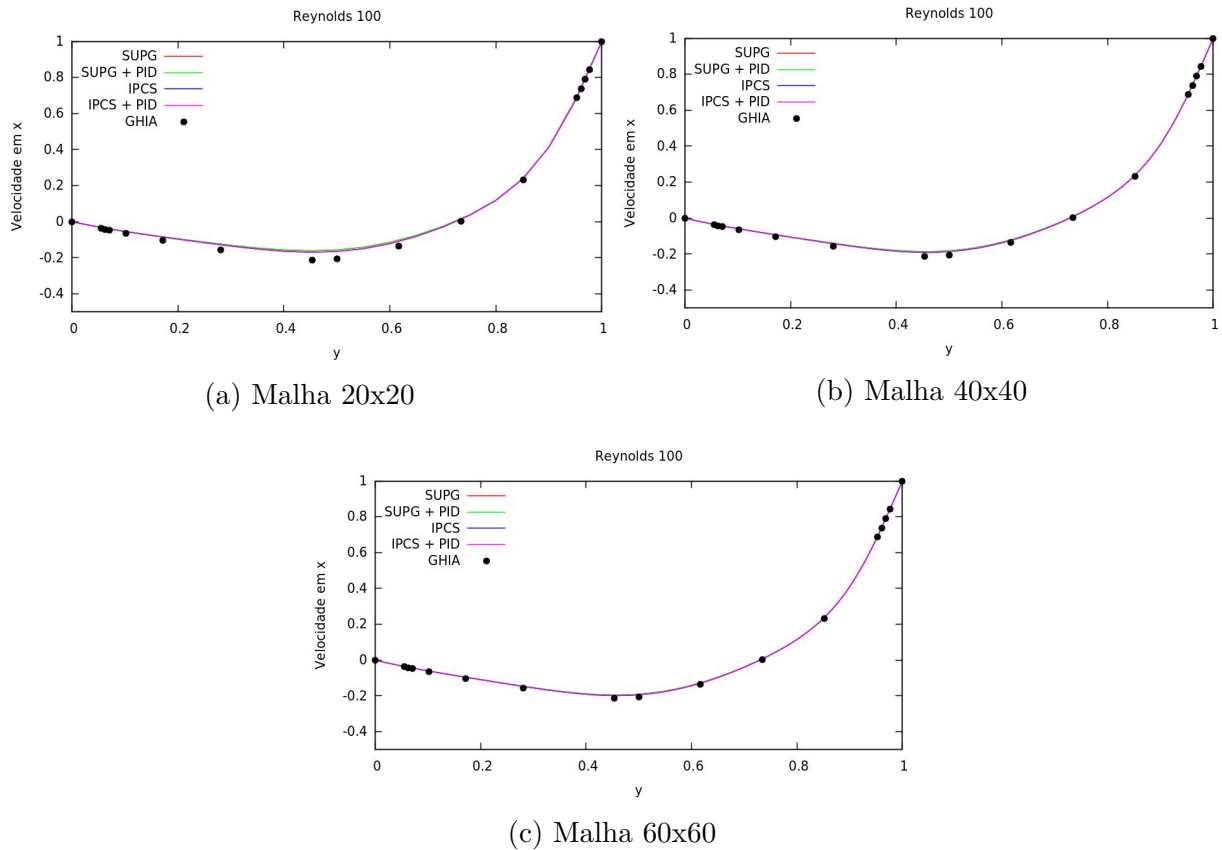 Reynolds 100
SUPG
SUPG + PID
IPCS
IPCS + PID
GHIA
Velocidade em x
1
0.8
0.6
0.4
0.2
0
-0.2
-0.4
0 0.2 0.4 0.6 0.8 1
y
(a) Malha 20x20
Reynolds 100
SUPG
SUPG + PID
IPCS
IPCS + PID
GHIA
Velocidade em x
1
0.8
0.6
0.4
0.2
0
-0.2
-0.4
0 0.2 0.4 0.6 0.8 1
y
(b) Malha 40x40
Reynolds 100
SUPG
SUPG + PID
IPCS
IPCS + PID
GHIA
Velocidade em x
1
0.8
0.6
0.4
0.2
0
-0.2
-0.4
0 0.2 0.4 0.6 0.8 1
y
(c) Malha 60x60